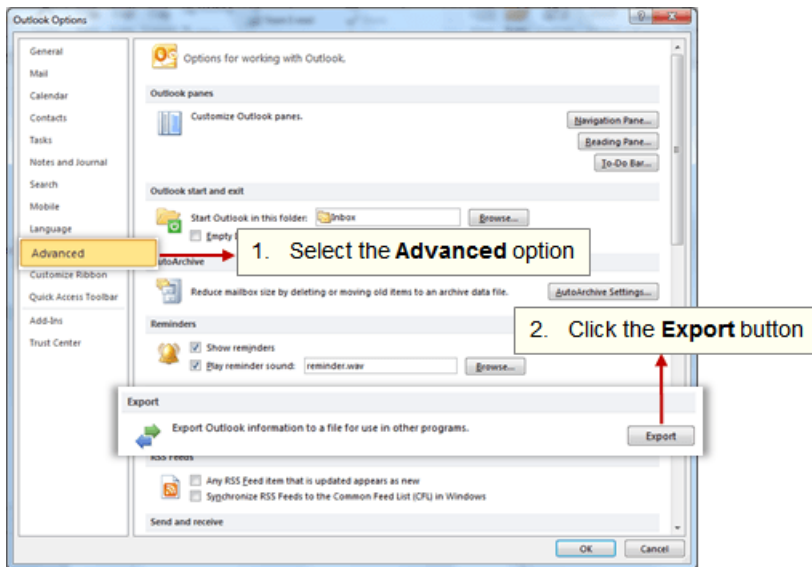 Outlook Options
General
Mail
Calendar
Contacts
Tasks
Notes and Journal
Search
Mobile
Language
Advanced
Customize Ribbon
Quick Access Toolbar
Add-Ins
Trust Center
Options for working with Outlook.
Outlook panes
Customize Outlook panes.
Navigation Pane...
Reading Pane...
To-Do Bar...
Outlook start and exit
Start Outlook in this folder: Inbox Browse...
Empty
1. Select the Advanced option
AutoArchive
Reduce mailbox size by deleting or moving old items to an archive data file. AutoArchive Settings...
Reminders
2. Click the Export button
Show reminders
Play reminder sound: reminder.wav Browse...
Export
Export Outlook information to a file for use in other programs.
Export
RSS Feeds
Any RSS Feed item that is updated appears as new
Synchronize RSS Feeds to the Common Feed List (CFL) in Windows
Send and receive
OK Cancel